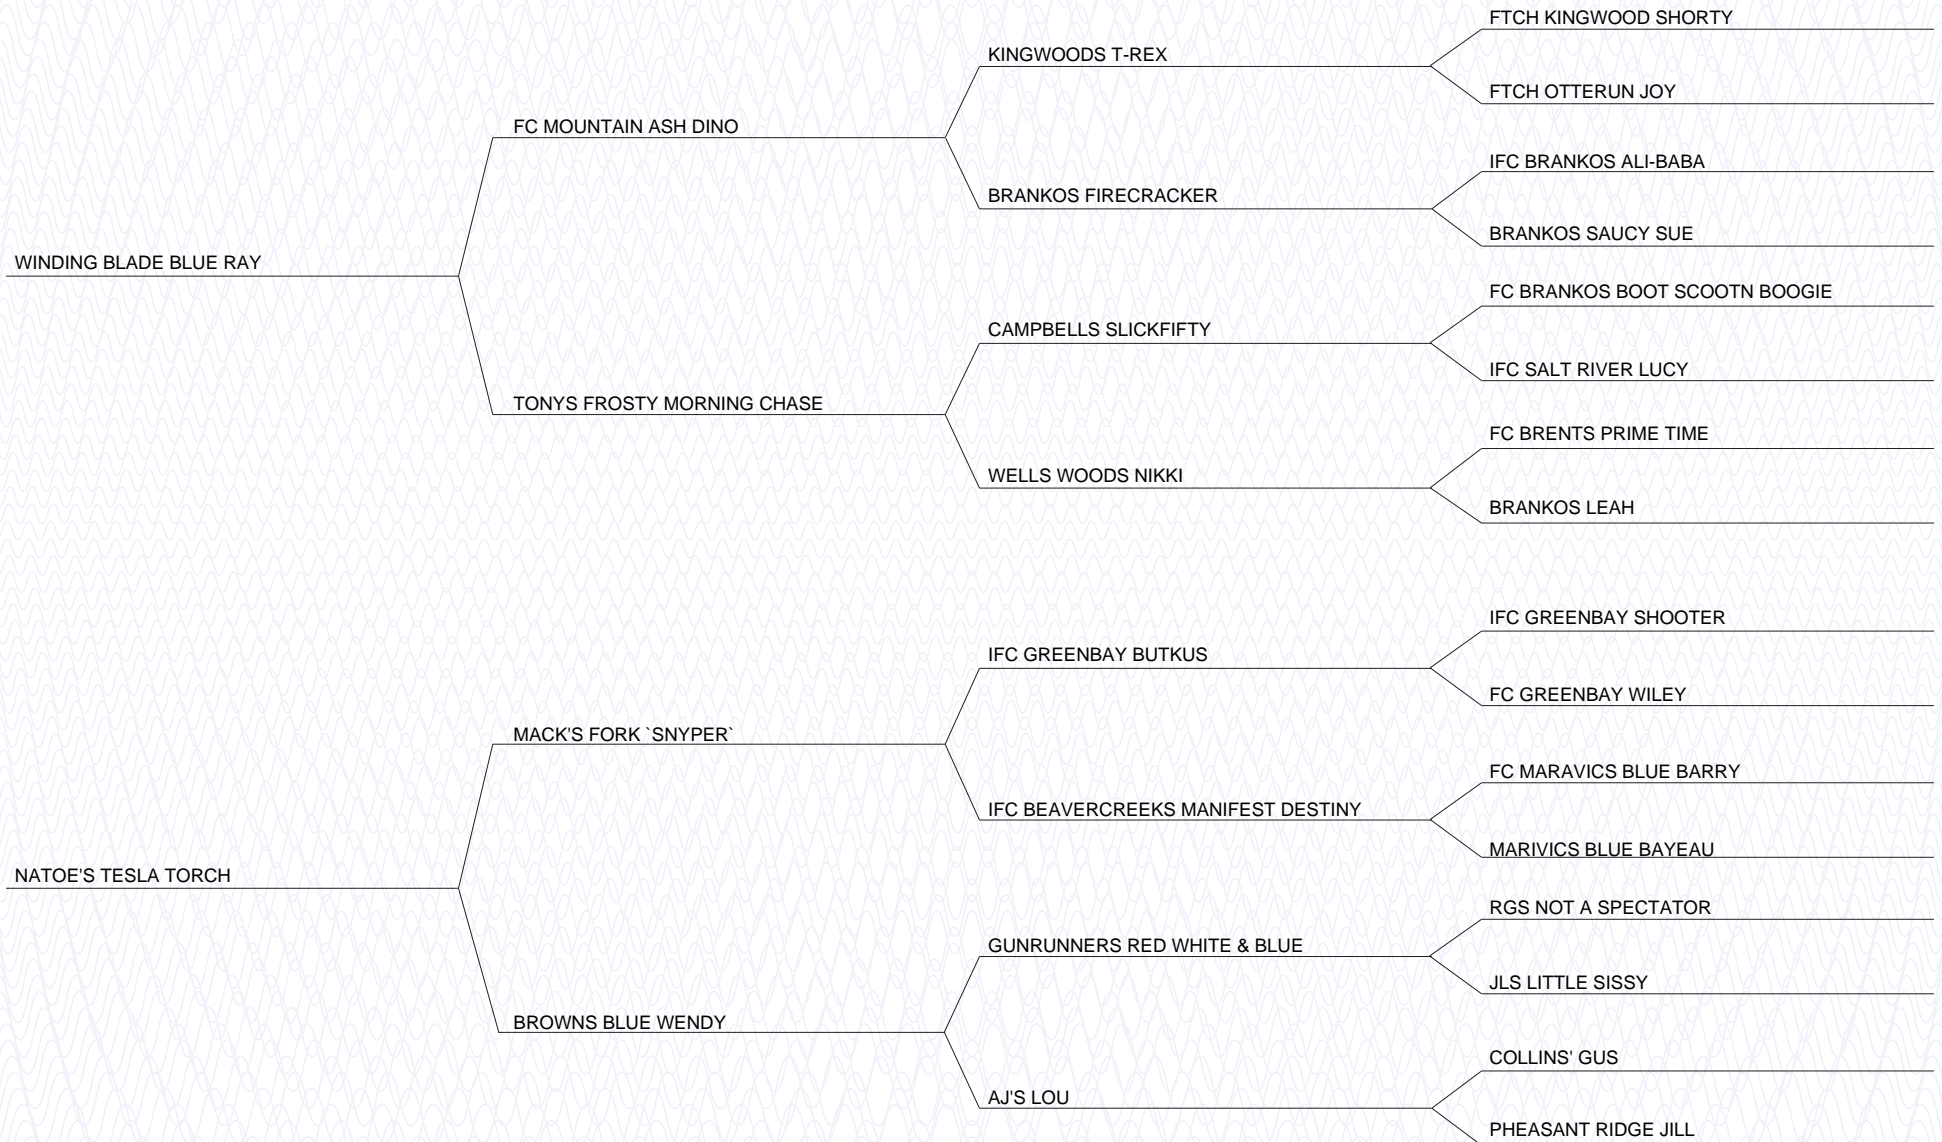 FTCH KINGWOOD SHORTY
KINGWOODS T-REX
FTCH OTTERUN JOY
FC MOUNTAIN ASH DINO
IFC BRANKOS ALI-BABA
BRANKOS FIRECRACKER
BRANKOS SAUCY SUE
WINDING BLADE BLUE RAY
FC BRANKOS BOOT SCOOTN BOOGIE
CAMPBELLS SLICKFIFTY
IFC SALT RIVER LUCY
TONYS FROSTY MORNING CHASE
FC BRENTS PRIME TIME
WELLS WOODS NIKKI
BRANKOS LEAH
IFC GREENBAY SHOOTER
IFC GREENBAY BUTKUS
FC GREENBAY WILEY
MACK'S FORK `SNYPER`
FC MARAVICS BLUE BARRY
IFC BEAVERCREEKS MANIFEST DESTINY
MARIVICS BLUE BAYEAU
NATOE'S TESLA TORCH
RGS NOT A SPECTATOR
GUNRUNNERS RED WHITE & BLUE
JLS LITTLE SISSY
BROWNS BLUE WENDY
COLLINS' GUS
AJ'S LOU
PHEASANT RIDGE JILL